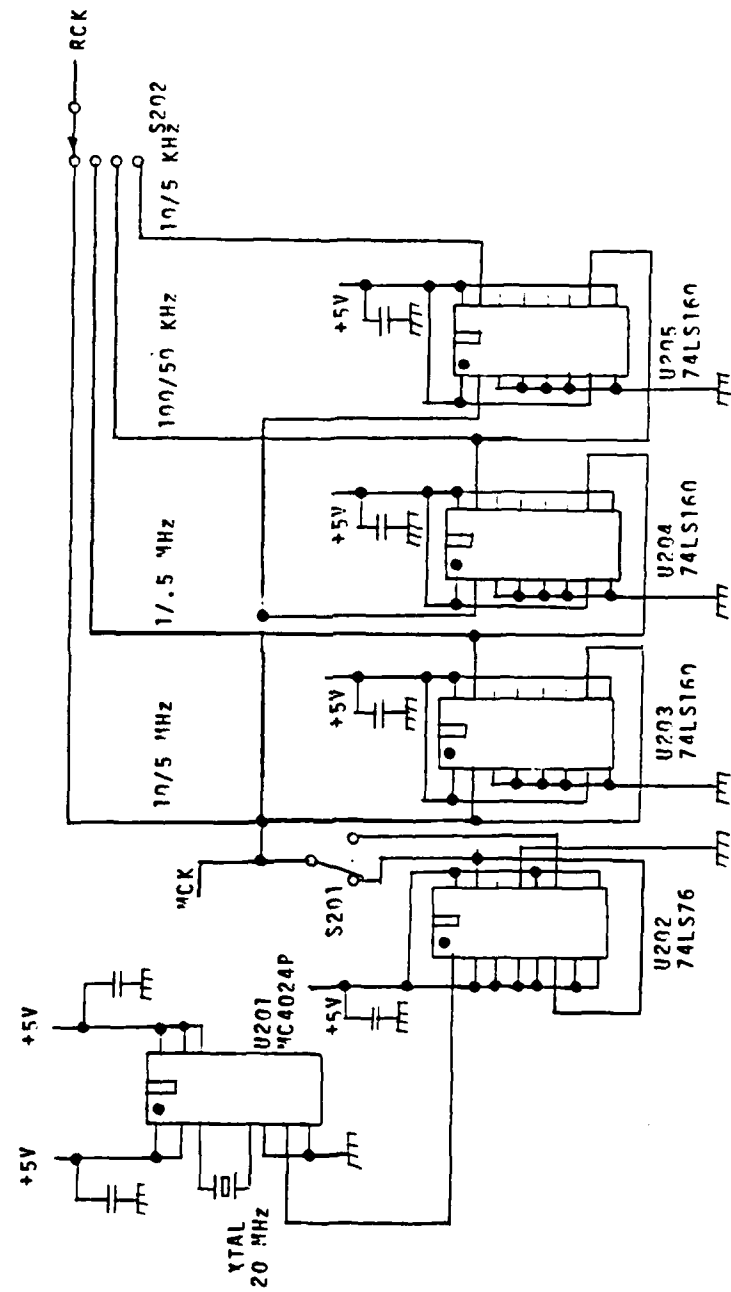 RCK
S202
10/5 KHz
100/50 KHz
1/.5 MHz
10/5 MHz
MCK
S201
+5V
+5V
+5V
+5V
+5V
+5V
XTAL
20 MHz
U201
MC4024P
U202
74LS76
U203
74LS160
U204
74LS160
U205
74LS160